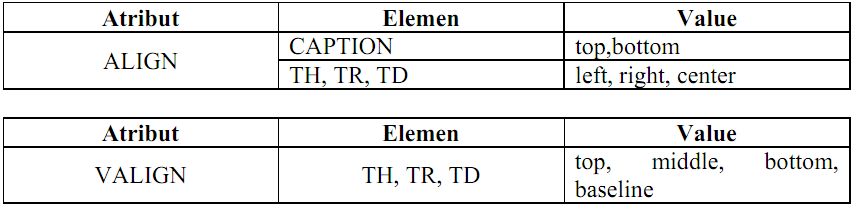 Atribut Elemen Value
ALIGN CAPTION top,bottom
TH, TR, TD left, right, center
Atribut Elemen Value
VALIGN TH, TR, TD top, middle, bottom,
baseline